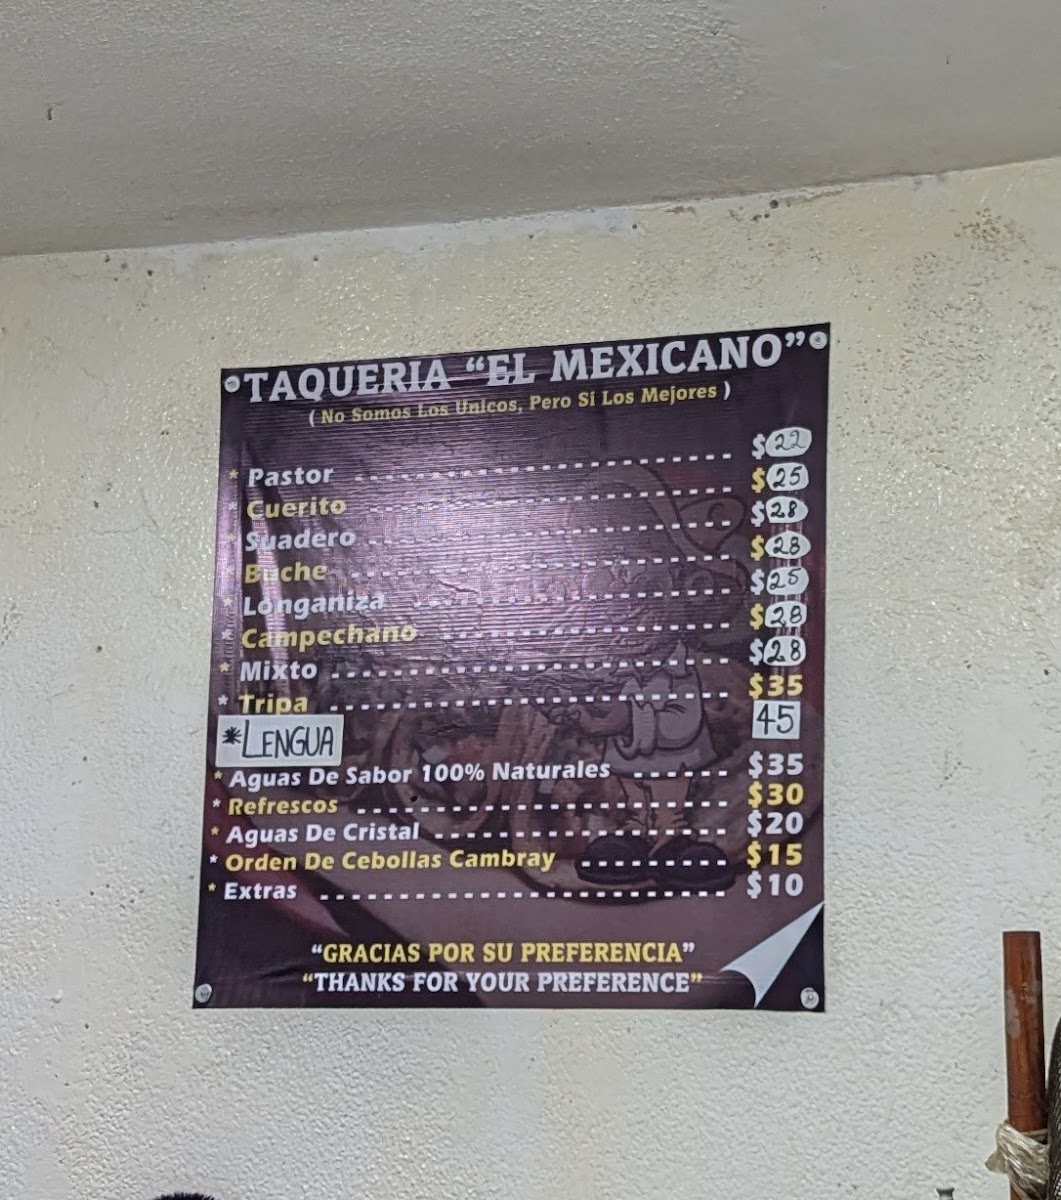 TAQUERIA “EL MEXICANO”
( No Somos Los Unicos, Pero Si Los Mejores )
* Pastor ------------ $22
* Cuerito ------------ $25
* Suadero ------------ $28
* Buche ------------ $28
* Longaniza ------------ $25
* Campechano ------------ $28
* Mixto ------------ $28
* Tripa ------------ $35
*LENGUA 45
* Aguas De Sabor 100% Naturales ------ $35
* Refrescos ------------ $30
* Aguas De Cristal ------------ $20
* Orden De Cebollas Cambray --------- $15
* Extras ------------ $10
“GRACIAS POR SU PREFERENCIA”
“THANKS FOR YOUR PREFERENCE”